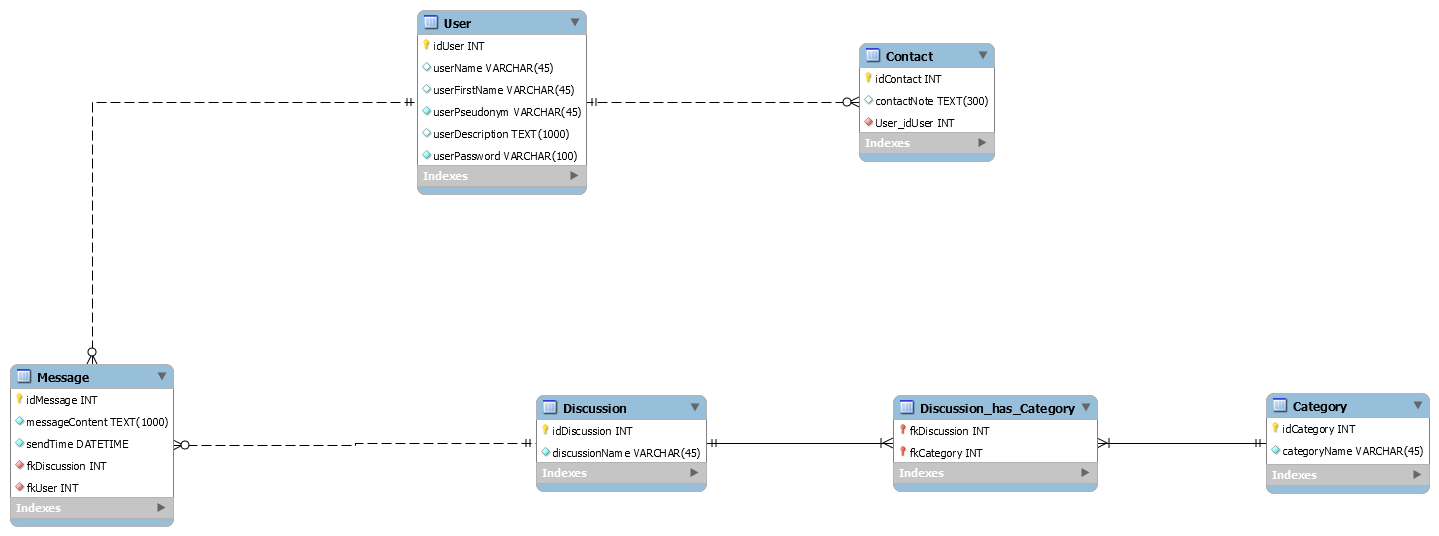 User
idUser INT
userName VARCHAR(45)
userFirstName VARCHAR(45)
userPseudonym VARCHAR(45)
userDescription TEXT(1000)
userPassword VARCHAR(100)
Indexes
Contact
idContact INT
contactNote TEXT(300)
User_idUser INT
Indexes
Message
idMessage INT
messageContent TEXT(1000)
sendTime DATETIME
fkDiscussion INT
fkUser INT
Indexes
Discussion
idDiscussion INT
discussionName VARCHAR(45)
Indexes
Discussion_has_Category
fkDiscussion INT
fkCategory INT
Indexes
Category
idCategory INT
categoryName VARCHAR(45)
Indexes